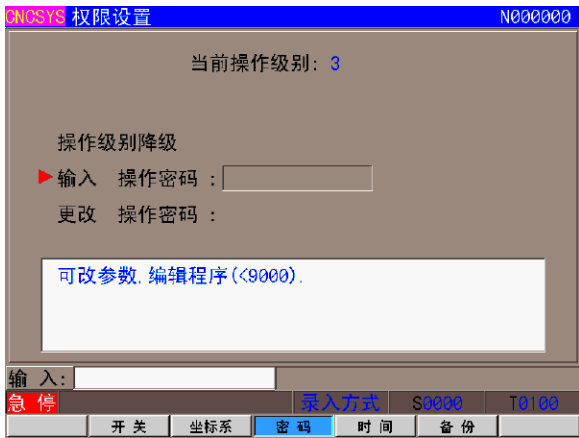 CNCSYS 权限设置 N000000
当前操作级别: 3
操作级别降级
输入 操作密码 :
更改 操作密码 :
可改参数,编辑程序(<9000).
输 入:
急 停 录入方式 S0000 T0100
开 关 坐标系 密 码 时 间 备 份